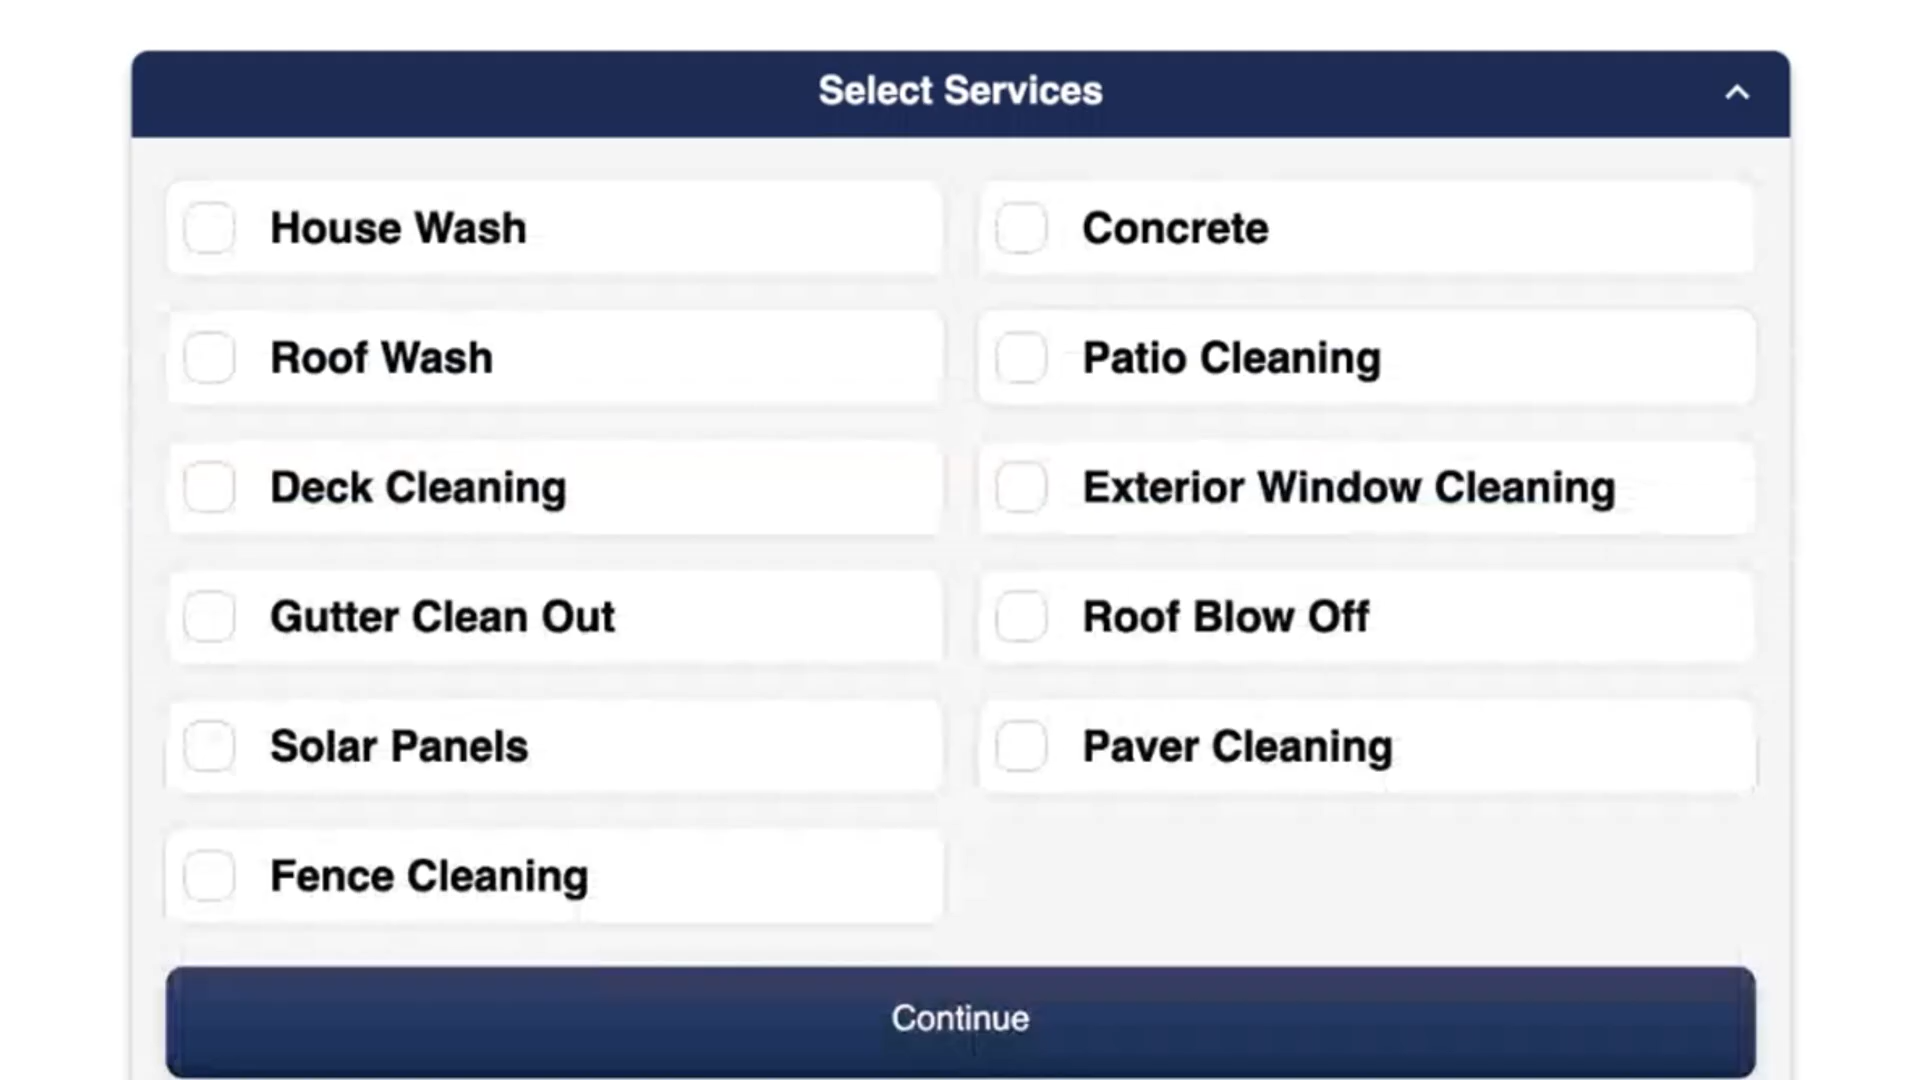 Select Services
House Wash
Concrete
Roof Wash
Patio Cleaning
Deck Cleaning
Exterior Window Cleaning
Gutter Clean Out
Roof Blow Off
Solar Panels
Paver Cleaning
Fence Cleaning
Continue